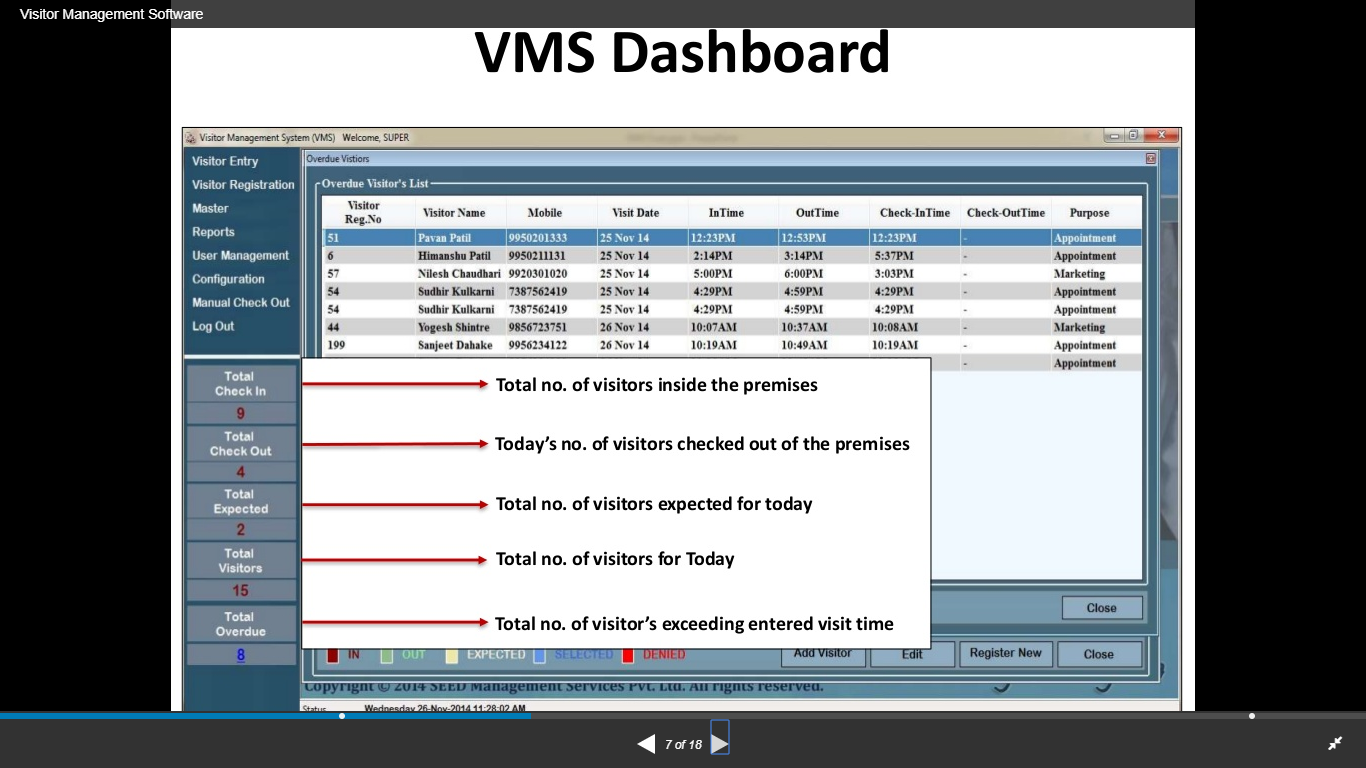 Visitor Management Software
VMS Dashboard
Visitor Management System (VMS) Welcome, SUPER
Visitor Entry
Visitor Registration
Master
Reports
User Management
Configuration
Manual Check Out
Log Out
Total
Check In
9
Total
Check Out
4
Total
Expected
2
Total
Visitors
15
Total
Overdue
8
Overdue Vistiors
Overdue Visitor's List
Visitor Reg.No Visitor Name Mobile Visit Date InTime OutTime Check-InTime Check-OutTime Purpose
51 Pavan Patil 9950201333 25 Nov 14 12:23PM 12:53PM 12:23PM - Appointment
6 Himanshu Patil 9950211131 25 Nov 14 2:14PM 3:14PM 5:37PM - Appointment
57 Nilesh Chaudhari 9920301020 25 Nov 14 5:00PM 6:00PM 3:03PM - Marketing
54 Sudhir Kulkarni 7387562419 25 Nov 14 4:29PM 4:59PM 4:29PM - Appointment
54 Sudhir Kulkarni 7387562419 25 Nov 14 4:29PM 4:59PM 4:29PM - Appointment
44 Yogesh Shintre 9856723751 26 Nov 14 10:07AM 10:37AM 10:08AM - Marketing
199 Sanjeet Dahake 9956234122 26 Nov 14 10:19AM 10:49AM 10:19AM - Appointment
- Appointment
Total no. of visitors inside the premises
Today's no. of visitors checked out of the premises
Total no. of visitors expected for today
Total no. of visitors for Today
Total no. of visitor's exceeding entered visit time
Close
IN OUT EXPECTED SELECTED DENIED Add Visitor Edit Register New Close
Copyright © 2014 SEED Management Services Pvt. Ltd. All rights reserved.
Status Wednesday 26-Nov-2014 11:28:02 AM
7 of 18